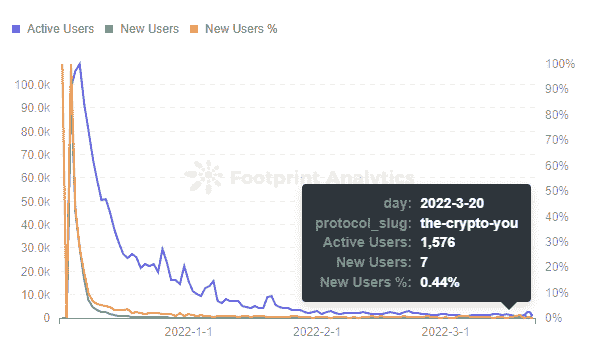 Active Users New Users New Users %
100.0k 100%
90.0k 90%
80.0k 80%
70.0k 70%
60.0k 60%
50.0k 50%
40.0k 40%
30.0k 30%
20.0k 20%
10.0k 10%
0 0%
Footprint Analytics
day: 2022-3-20
protocol_slug: the-crypto-you
Active Users: 1,576
New Users: 7
New Users %: 0.44%
2022-1-1 2022-2-1 2022-3-1